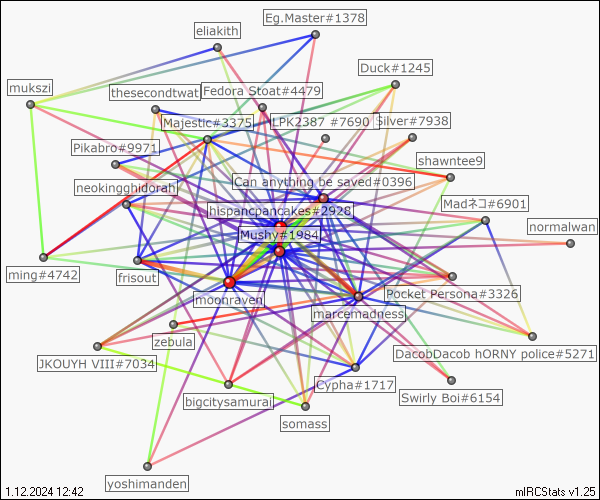 Eg.Master#1378
eliakith
Duck#1245
mukszi
thesecondtwat
Fedora Stoat#4479
Majestic#3375
LPK2387 #7690
Silver#7938
Pikabro#9971
shawntee9
Can anything be saved#0396
neokingghidorah
hispancpancakes#2928
Madネコ#6901
normalwan
Mushy#1984
ming#4742
frisout
moonraven
Pocket Persona#3326
marcemadness
zebula
DacobDacob hORNY police#5271
JKOUYH VIII#7034
Cypha#1717
Swirly Boi#6154
bigcitysamurai
somass
yoshimanden
1.12.2024 12:42
mIRCStats v1.25